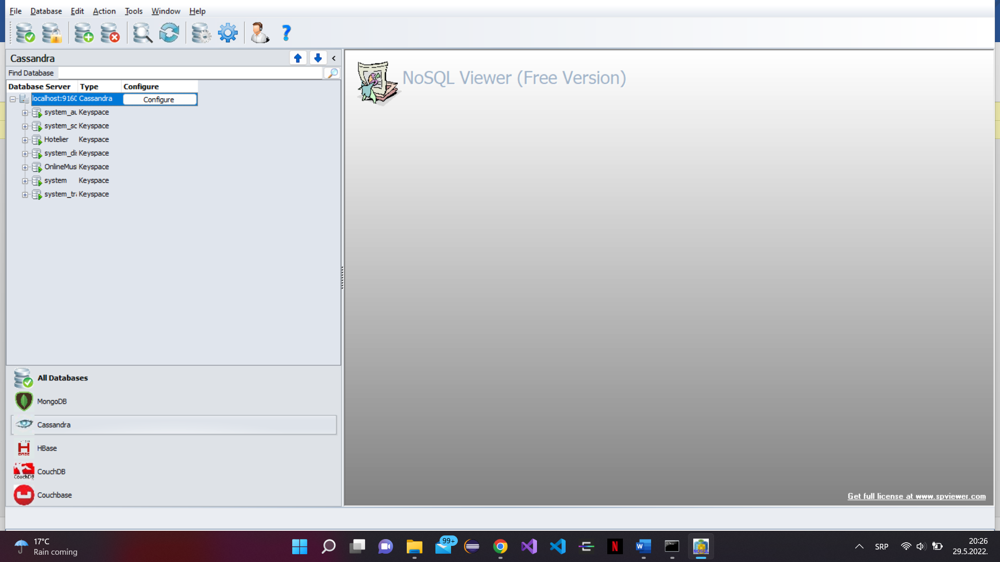 File Database Edit Action Tools Window Help
Cassandra
Find Database
Database Server Type Configure
localhost:9160 Cassandra Configure
system_au Keyspace
system_sc Keyspace
Hotelier Keyspace
system_di Keyspace
OnlineMus Keyspace
system Keyspace
system_tr Keyspace
All Databases
MongoDB
Cassandra
HBase
CouchDB
Couchbase
NoSQL Viewer (Free Version)
Get full license at www.spviewer.com
17°C
Rain coming
99+
SRP
20:26
29.5.2022.